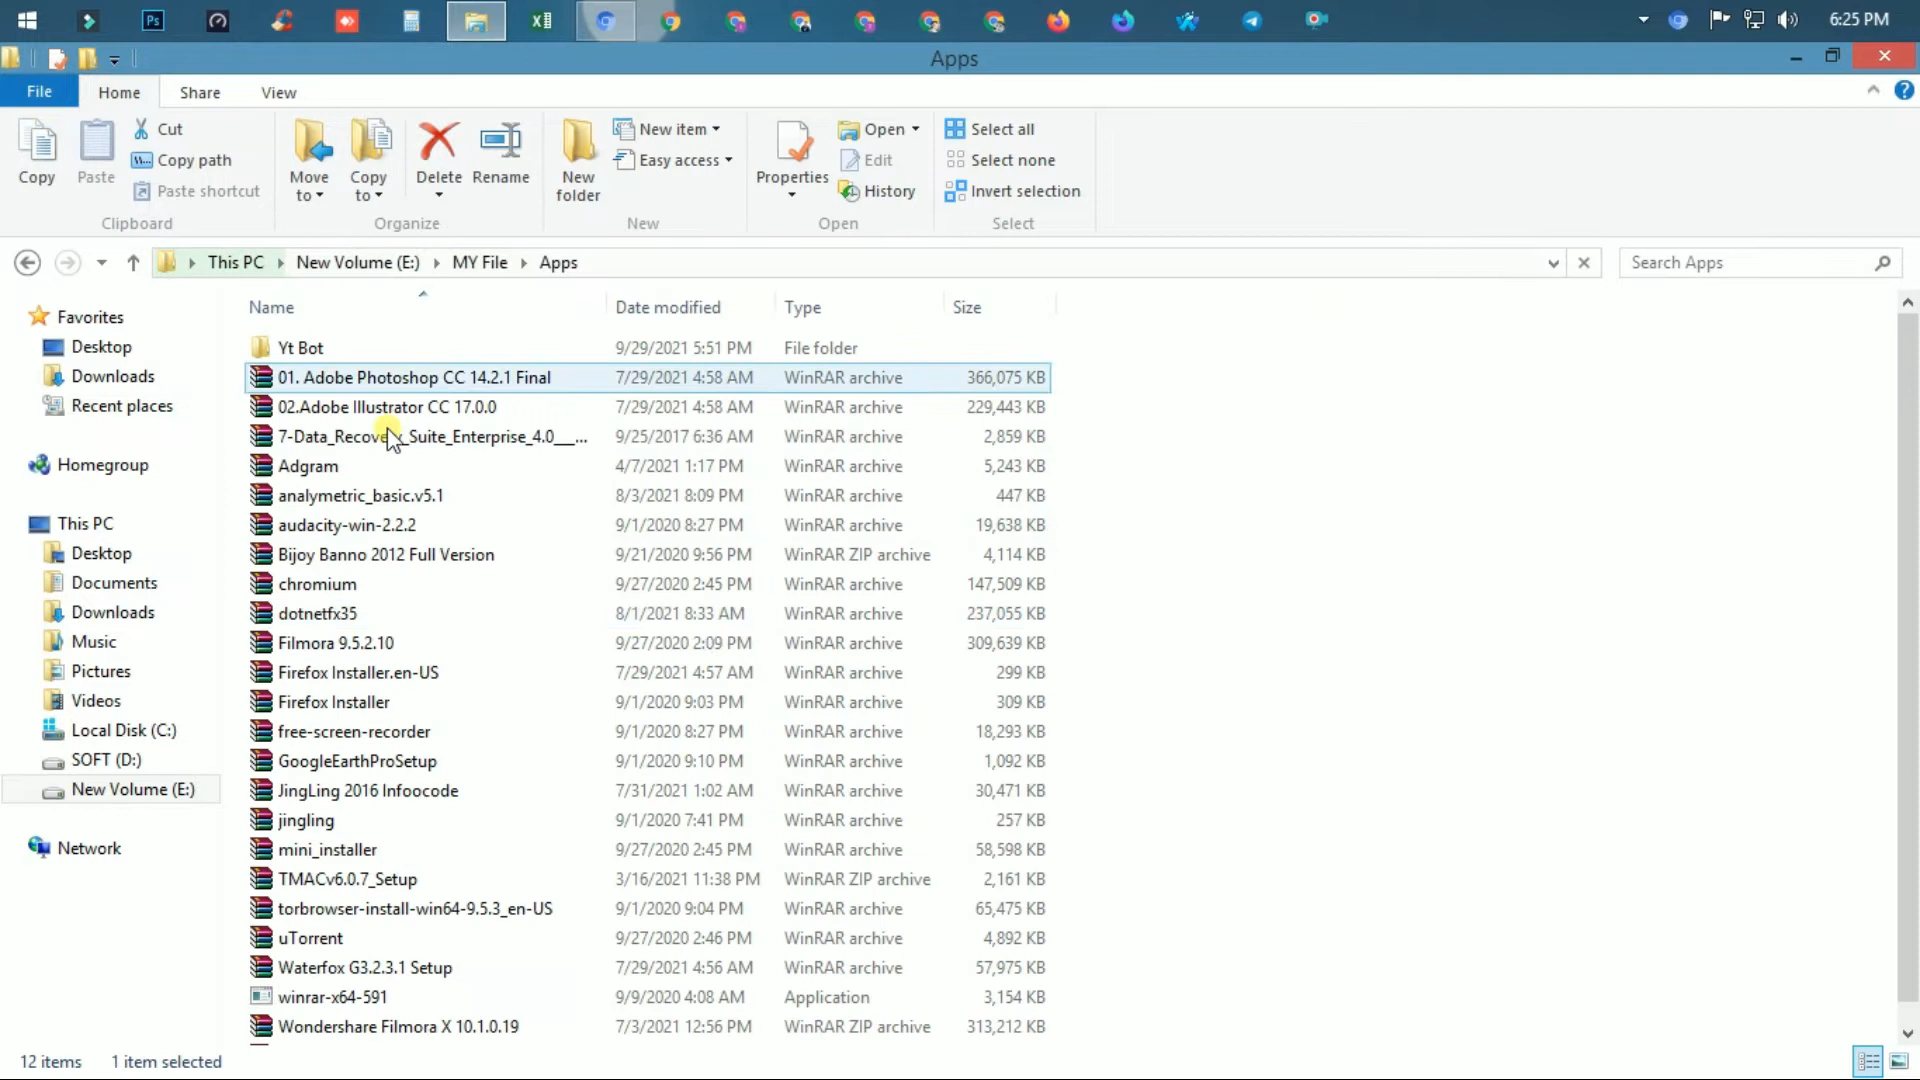 Ps
6:25 PM
Apps
File Home Share View
Copy
Paste
Cut
Copy path
Paste shortcut
Clipboard
Move to
Copy to
Delete
Rename
Organize
New folder
New item
Easy access
New
Properties
Open
Edit
History
Open
Select all
Select none
Invert selection
Select
This PC New Volume (E:) MY File Apps
Search Apps
Favorites
Desktop
Downloads
Recent places
Homegroup
This PC
Desktop
Documents
Downloads
Music
Pictures
Videos
Local Disk (C:)
SOFT (D:)
New Volume (E:)
Network
Name Date modified Type Size
Yt Bot 9/29/2021 5:51 PM File folder
01. Adobe Photoshop CC 14.2.1 Final 7/29/2021 4:58 AM WinRAR archive 366,075 KB
02.Adobe Illustrator CC 17.0.0 7/29/2021 4:58 AM WinRAR archive 229,443 KB
7-Data_Recovery_Suite_Enterprise_4.0___... 9/25/2017 6:36 AM WinRAR archive 2,859 KB
Adgram 4/7/2021 1:17 PM WinRAR archive 5,243 KB
analymetric_basic.v5.1 8/3/2021 8:09 PM WinRAR archive 447 KB
audacity-win-2.2.2 9/1/2020 8:27 PM WinRAR archive 19,638 KB
Bijoy Banno 2012 Full Version 9/21/2020 9:56 PM WinRAR ZIP archive 4,114 KB
chromium 9/27/2020 2:45 PM WinRAR archive 147,509 KB
dotnetfx35 8/1/2021 8:33 AM WinRAR archive 237,055 KB
Filmora 9.5.2.10 9/27/2020 2:09 PM WinRAR archive 309,639 KB
Firefox Installer.en-US 7/29/2021 4:57 AM WinRAR archive 299 KB
Firefox Installer 9/1/2020 9:03 PM WinRAR archive 309 KB
free-screen-recorder 9/1/2020 8:27 PM WinRAR archive 18,293 KB
GoogleEarthProSetup 9/1/2020 9:10 PM WinRAR archive 1,092 KB
JingLing 2016 Infoocode 7/31/2021 1:02 AM WinRAR archive 30,471 KB
jingling 9/1/2020 7:41 PM WinRAR archive 257 KB
mini_installer 9/27/2020 2:45 PM WinRAR archive 58,598 KB
TMACv6.0.7_Setup 3/16/2021 11:38 PM WinRAR ZIP archive 2,161 KB
torbrowser-install-win64-9.5.3_en-US 9/1/2020 9:04 PM WinRAR archive 65,475 KB
uTorrent 9/27/2020 2:46 PM WinRAR archive 4,892 KB
Waterfox G3.2.3.1 Setup 7/29/2021 4:56 AM WinRAR archive 57,975 KB
winrar-x64-591 9/9/2020 4:08 AM Application 3,154 KB
Wondershare Filmora X 10.1.0.19 7/3/2021 12:56 PM WinRAR ZIP archive 313,212 KB
12 items 1 item selected